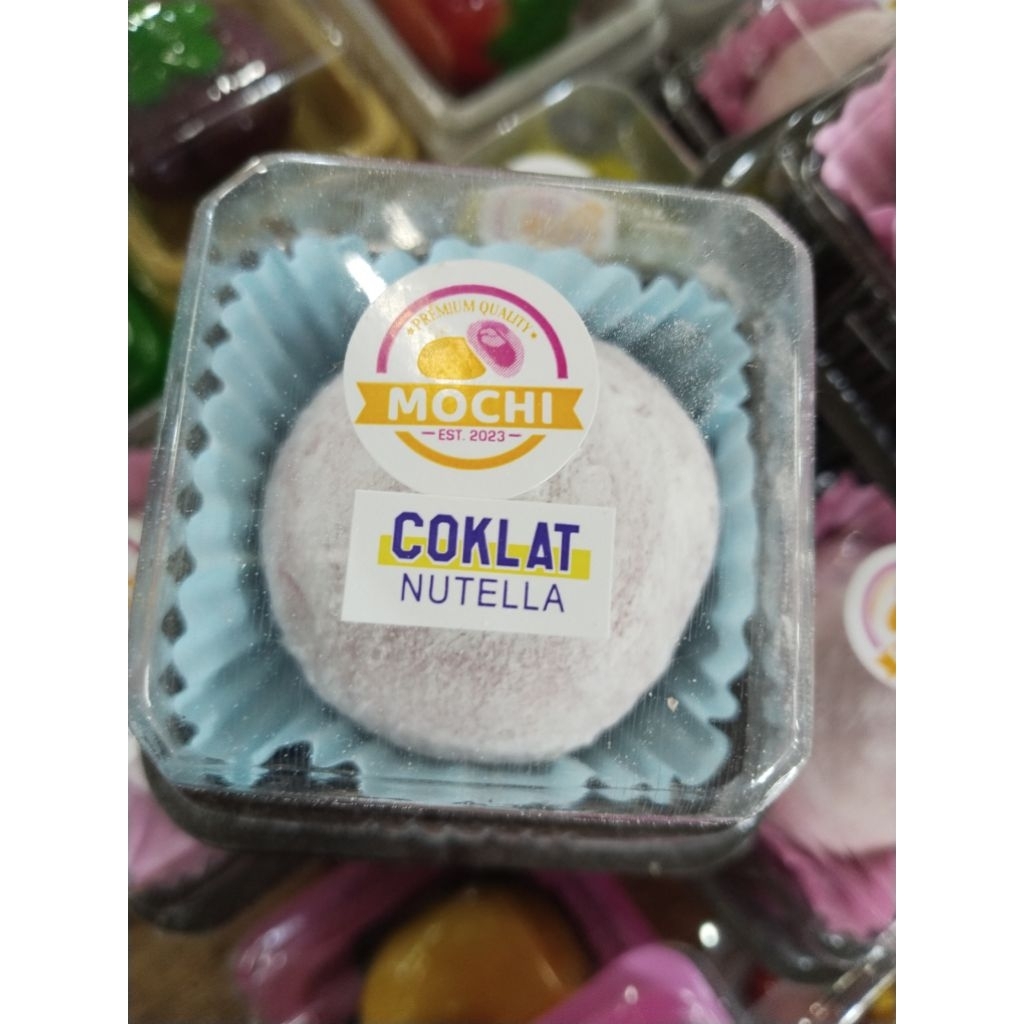 • PREMIUM QUALITY •
MOCHI
EST. 2023
COKLAT
NUTELLA